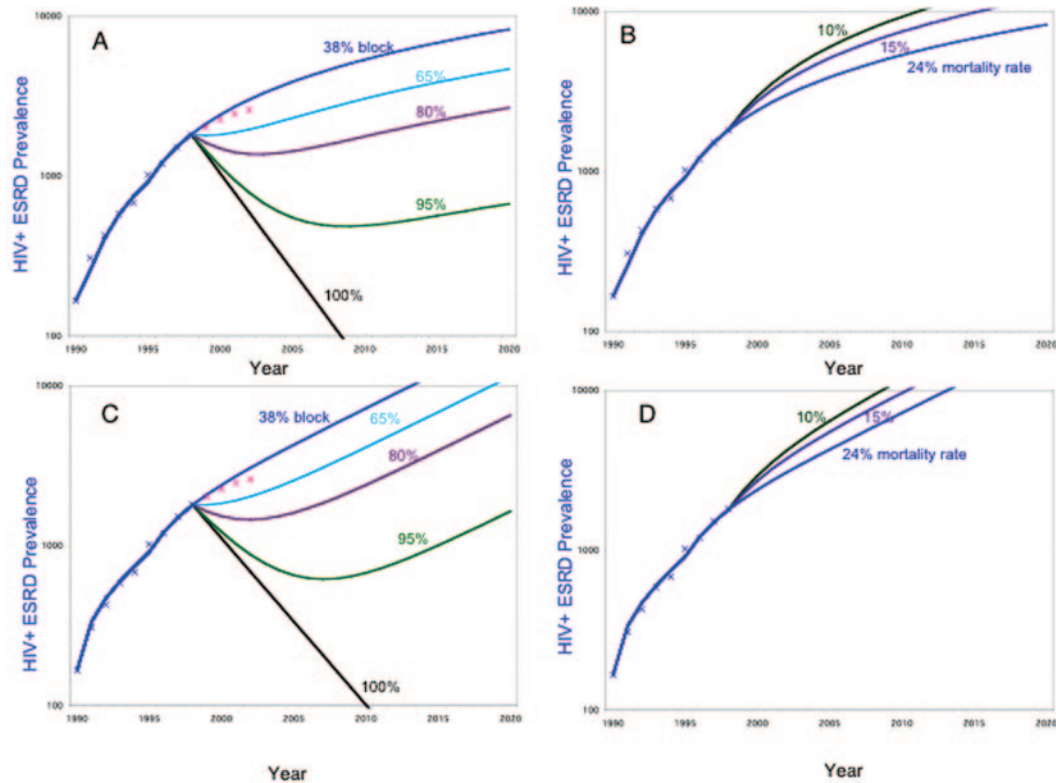 10000
A
38% block
65%
80%
95%
100%
1000
100
HIV+ ESRD Prevalence
1990 1995 2000 2005 2010 2015 2020
Year
10000
B
10%
15%
24% mortality rate
1000
100
HIV+ ESRD Prevalence
1990 1995 2000 2005 2010 2015 2020
Year
10000
C
38% block
65%
80%
95%
100%
1000
100
HIV+ ESRD Prevalence
1990 1995 2000 2005 2010 2015 2020
Year
10000
D
10%
15%
24% mortality rate
1000
100
HIV+ ESRD Prevalence
1990 1995 2000 2005 2010 2015 2020
Year